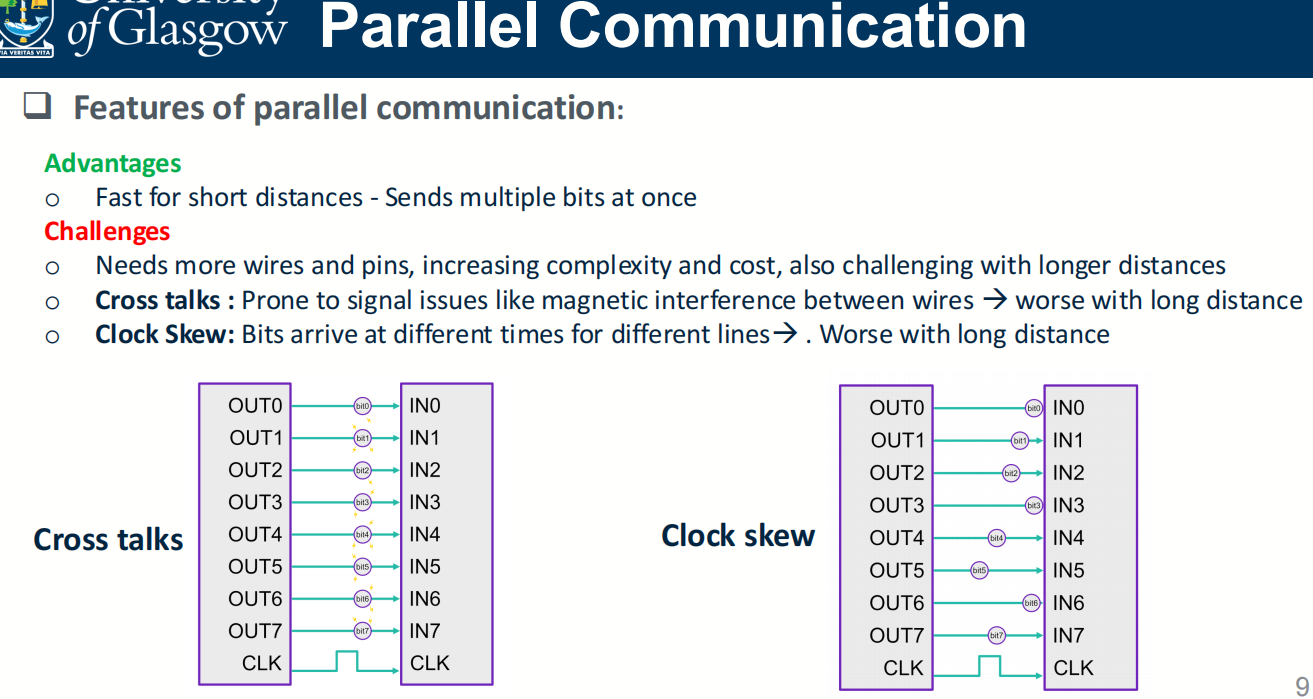 University
of Glasgow
VIA VERITAS VITA
Parallel Communication
❑ Features of parallel communication:
Advantages
o Fast for short distances - Sends multiple bits at once
Challenges
o Needs more wires and pins, increasing complexity and cost, also challenging with longer distances
o Cross talks : Prone to signal issues like magnetic interference between wires → worse with long distance
o Clock Skew: Bits arrive at different times for different lines→ . Worse with long distance
Cross talks
OUT0 bit0 IN0
OUT1 bit1 IN1
OUT2 bit2 IN2
OUT3 bit3 IN3
OUT4 bit4 IN4
OUT5 bit5 IN5
OUT6 bit6 IN6
OUT7 bit7 IN7
CLK CLK
Clock skew
OUT0 bit0 IN0
OUT1 bit1 IN1
OUT2 bit2 IN2
OUT3 bit3 IN3
OUT4 bit4 IN4
OUT5 bit5 IN5
OUT6 bit6 IN6
OUT7 bit7 IN7
CLK CLK
9